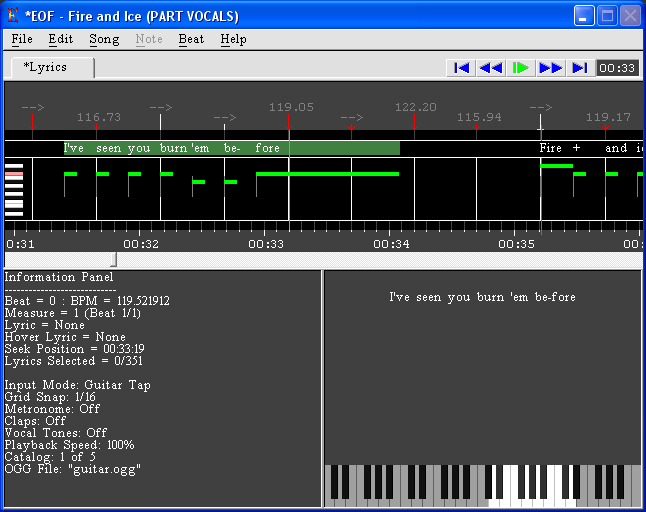 *EOF - Fire and Ice (PART VOCALS)
File Edit Song Note Beat Help
*Lyrics
00:33
--> --> --> 119.05 122.20 -->
116.73 --> --> 115.94 119.17
I've seen you burn 'em be- fore Fire + and
0:31 00:32 00:33 00:34 00:35 00:
Information Panel
----------------------------
Beat = 0 : BPM = 119.521912
Measure = 1 (Beat 1/1)
Lyric = None
Hover Lyric = None
Seek Position = 00:33:19
Lyrics Selected = 0/351
Input Mode: Guitar Tap
Grid Snap: 1/16
Metronome: Off
Claps: Off
Vocal Tones: Off
Playback Speed: 100%
Catalog: 1 of 5
OGG File: "guitar.ogg"
I've seen you burn 'em be-fore